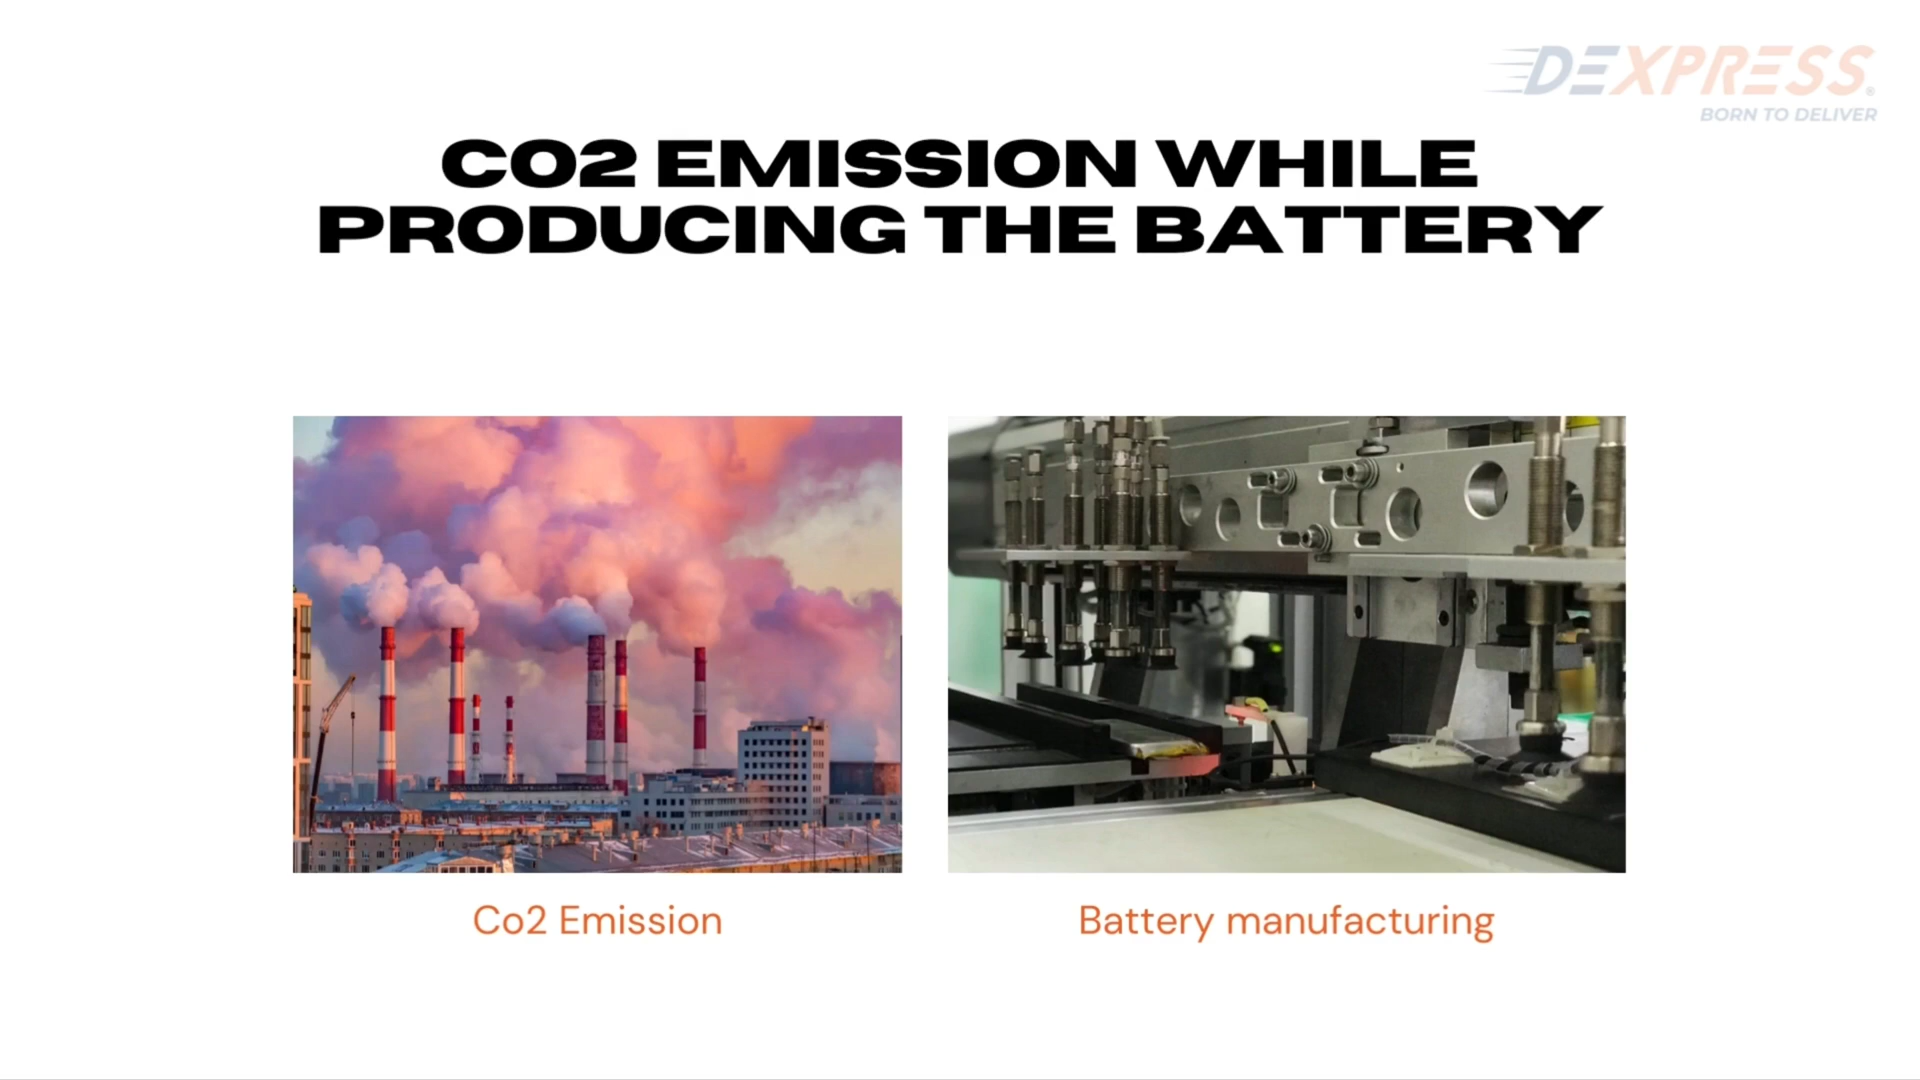 DEXPRESS®
BORN TO DELIVER
CO2 EMISSION WHILE
PRODUCING THE BATTERY
Co2 Emission
Battery manufacturing